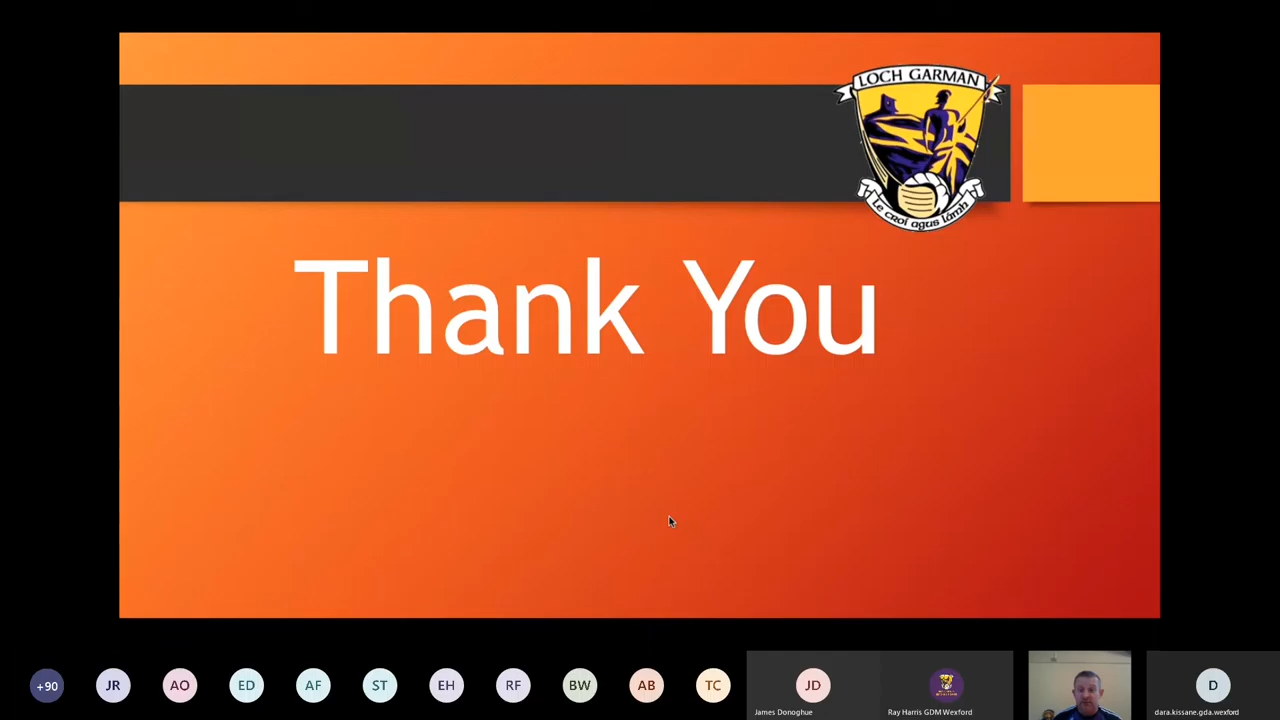 LOCH GARMAN
Le croí agus lámh
Thank You
+90
JR
AO
ED
AF
ST
EH
RF
BW
AB
TC
JD
D
James Donoghue
Ray Harris GDM Wexford
dara.kissane.gda.wexford